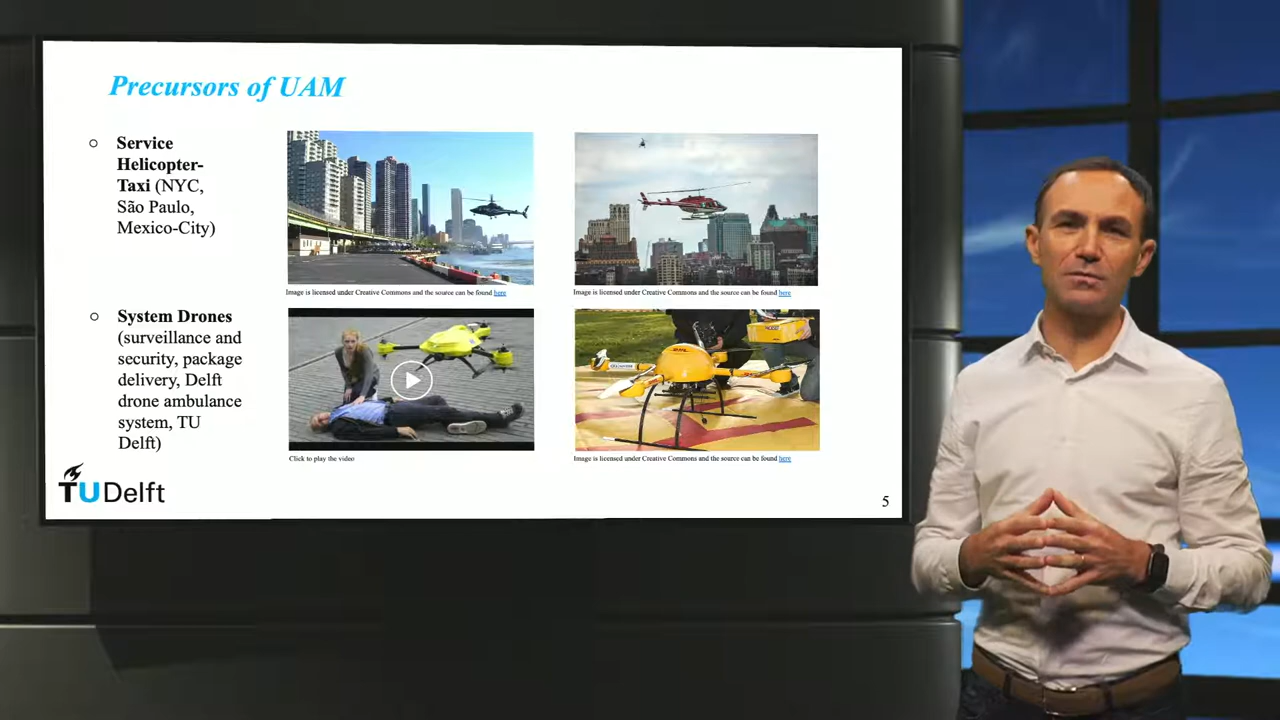 Precursors of UAM
Service
Helicopter-
Taxi (NYC,
São Paulo,
Mexico-City)
Image is licensed under Creative Commons and the source can be found here
Image is licensed under Creative Commons and the source can be found here
System Drones
(surveillance and
security, package
delivery, Delft
drone ambulance
system, TU
Delft)
Click to play the video
Image is licensed under Creative Commons and the source can be found here
TUDelft
5